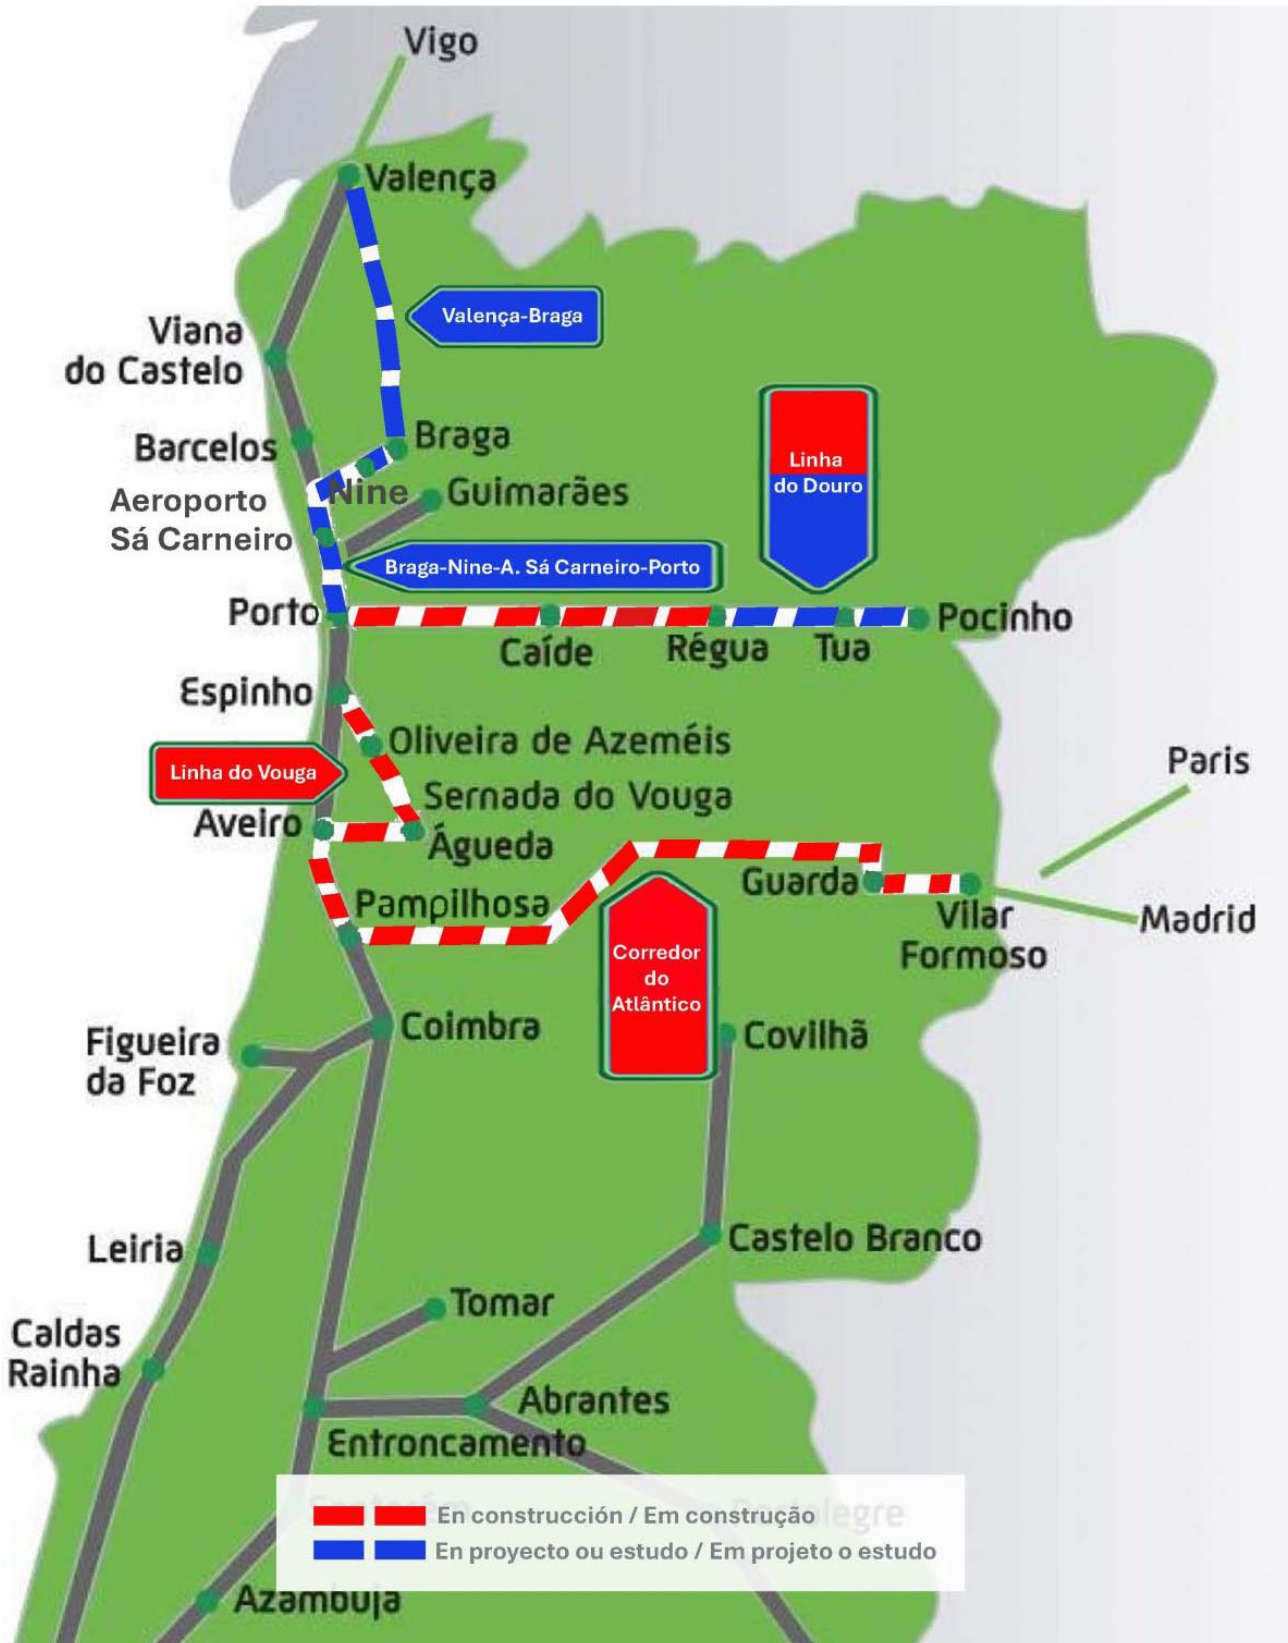 Vigo
Valença
Valença-Braga
Viana
do Castelo
Braga
Barcelos
Nine
Guimarães
Aeroporto
Sá Carneiro
Linha
do Douro
Braga-Nine-A. Sá Carneiro-Porto
Porto
Pocinho
Caíde
Régua
Tua
Espinho
Oliveira de Azeméis
Paris
Linha do Vouga
Sernada do Vouga
Aveiro
Águeda
Guarda
Pampilhosa
Vilar
Formoso
Madrid
Corredor
do
Atlântico
Coimbra
Covilhã
Figueira
da Foz
Castelo Branco
Leiria
Tomar
Caldas
Rainha
Abrantes
Entroncamento
Santarém
Portalegre
En construcción / Em construção
En proyecto ou estudo / Em projeto o estudo
Azambuja